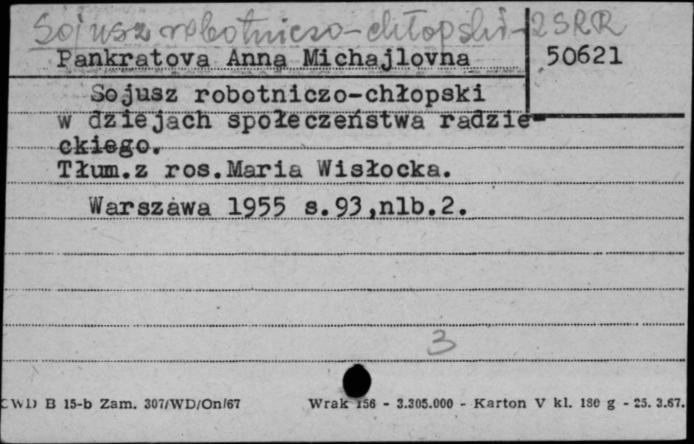 Sojusz robotniczo-chłopski - ZSRR
Pankratova Anna Michajlovna
50621
Sojusz robotniczo-chłopski
w dziejach społeczeństwa radzie-
ckiego.
Tłum.z ros.Maria Wisłocka.
Warszawa 1955 s.93,nlb.2.
3
CWD B 15-b Zam. 307/WD/On/67 Wrak 156 - 3.305.000 - Karton V kl. 180 g - 25. 3.67.